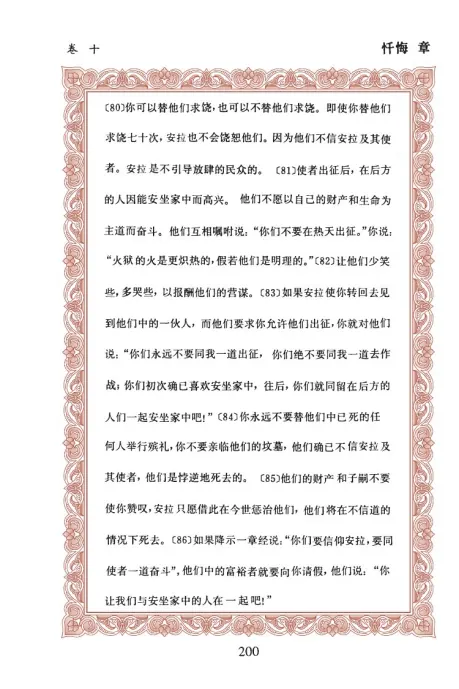 卷 十
忏悔 章
〔80〕你可以替他们求饶,也可以不替他们求饶。即使你替他们
求饶七十次,安拉也不会饶恕他们。因为他们不信安拉及其使
者。安拉是不引导放肆的民众的。〔81〕使者出征后,在后方
的人因能安坐家中而高兴。他们不愿以自己的财产和生命为
主道而奋斗。他们互相嘱咐说:“你们不要在热天出征。”你说:
“火狱的火是更炽热的,假若他们是明理的。”〔82〕让他们少笑
些,多哭些,以报酬他们的营谋。〔83〕如果安拉使你转回去见
到他们中的一伙人,而他们要求你允许他们出征,你就对他们
说:“你们永远不要同我一道出征,你们绝不要同我一道去作
战;你们初次确已喜欢安坐家中,往后,你们就同留在后方的
人们一起安坐家中吧!”〔84〕你永远不要替他们中已死的任
何人举行殡礼,你不要亲临他们的坟墓,他们确已不信安拉及
其使者,他们是悖逆地死去的。〔85〕他们的财产和子嗣不要
使你赞叹,安拉只愿借此在今世惩治他们,他们将在不信道的
情况下死去。〔86〕如果降示一章经说:“你们要信仰安拉,要同
使者一道奋斗”,他们中的富裕者就要向你请假,他们说:“你
让我们与安坐家中的人在一起吧!”
200